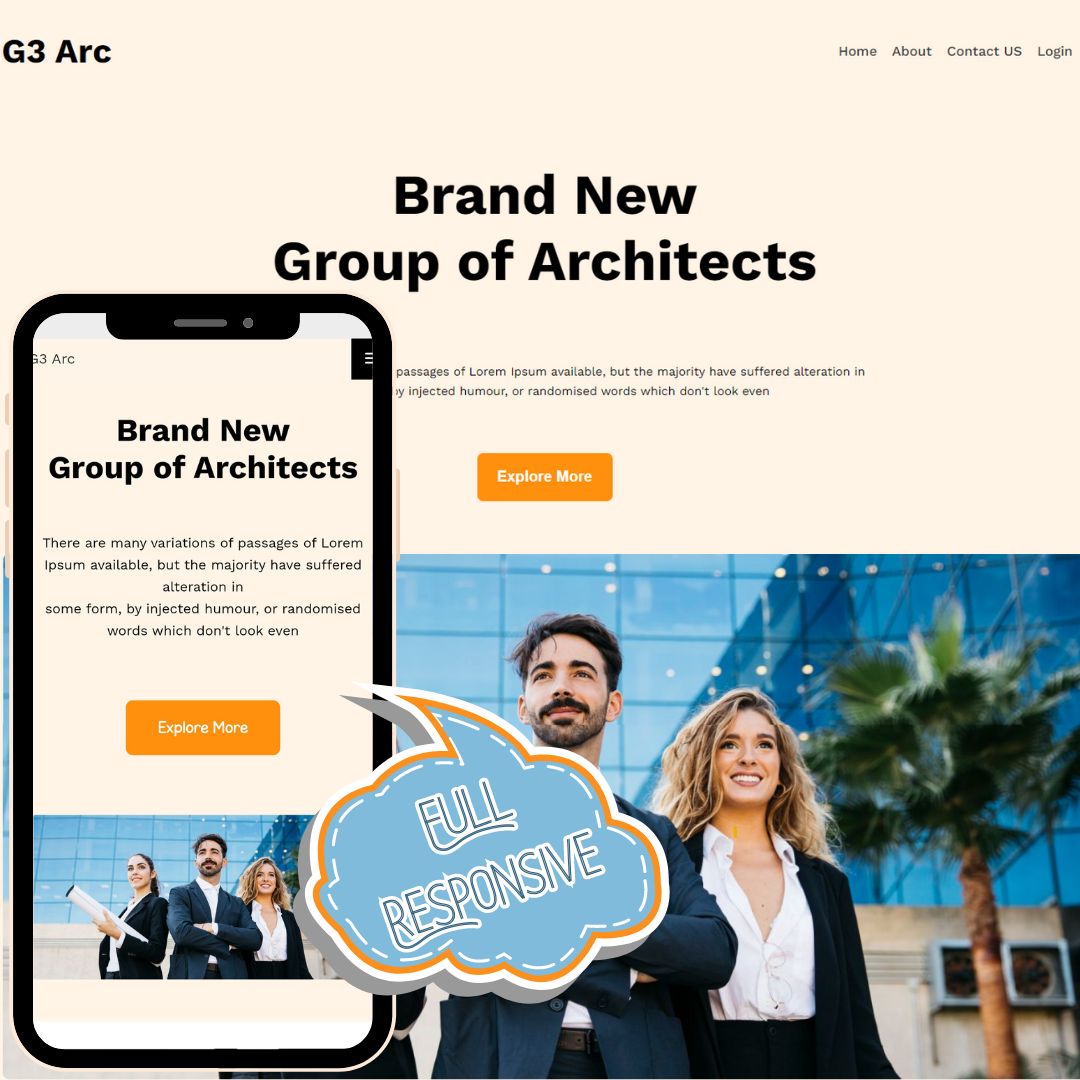 G3 Arc
Home About Contact US Login
Brand New
Group of Architects
passages of Lorem Ipsum available, but the majority have suffered alteration in
by injected humour, or randomised words which don't look even
Explore More
G3 Arc
Brand New
Group of Architects
There are many variations of passages of Lorem
Ipsum available, but the majority have suffered
alteration in
some form, by injected humour, or randomised
words which don't look even
Explore More
FULL
RESPONSIVE